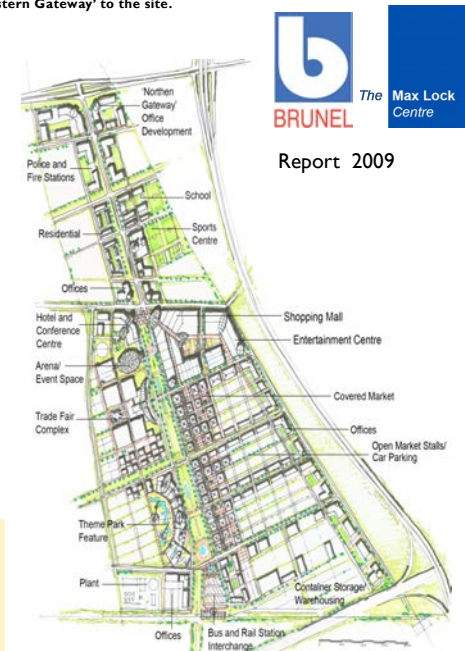 stern Gateway' to the site.
BRUNEL
The Max Lock
Centre
Report 2009
'Northen
Gateway'
Office
Development
Police and
Fire Stations
School
Residential
Sports
Centre
Offices
Hotel and
Conference
Centre
Shopping Mall
Entertainment Centre
Arena/
Event Space
Covered Market
Trade Fair
Complex
Offices
Open Market Stalls/
Car Parking
Theme Park
Feature
Plant
Container Storage/
Warehousing
Offices
Bus and Rail Station
Interchange